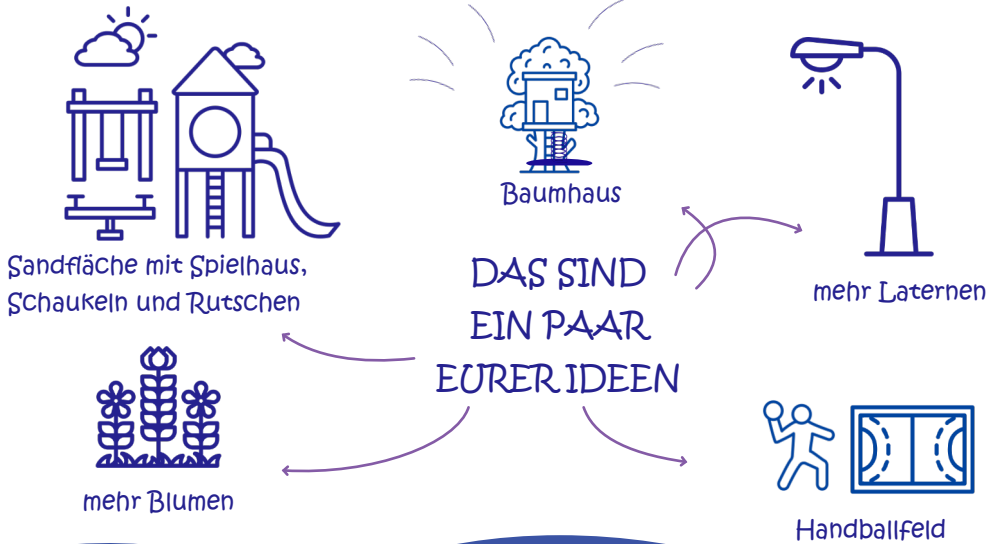 Baumhaus
Sandfläche mit Spielhaus,
Schaukeln und Rutschen
DAS SIND
EIN PAAR
EURER IDEEN
mehr Laternen
mehr Blumen
Handballfeld